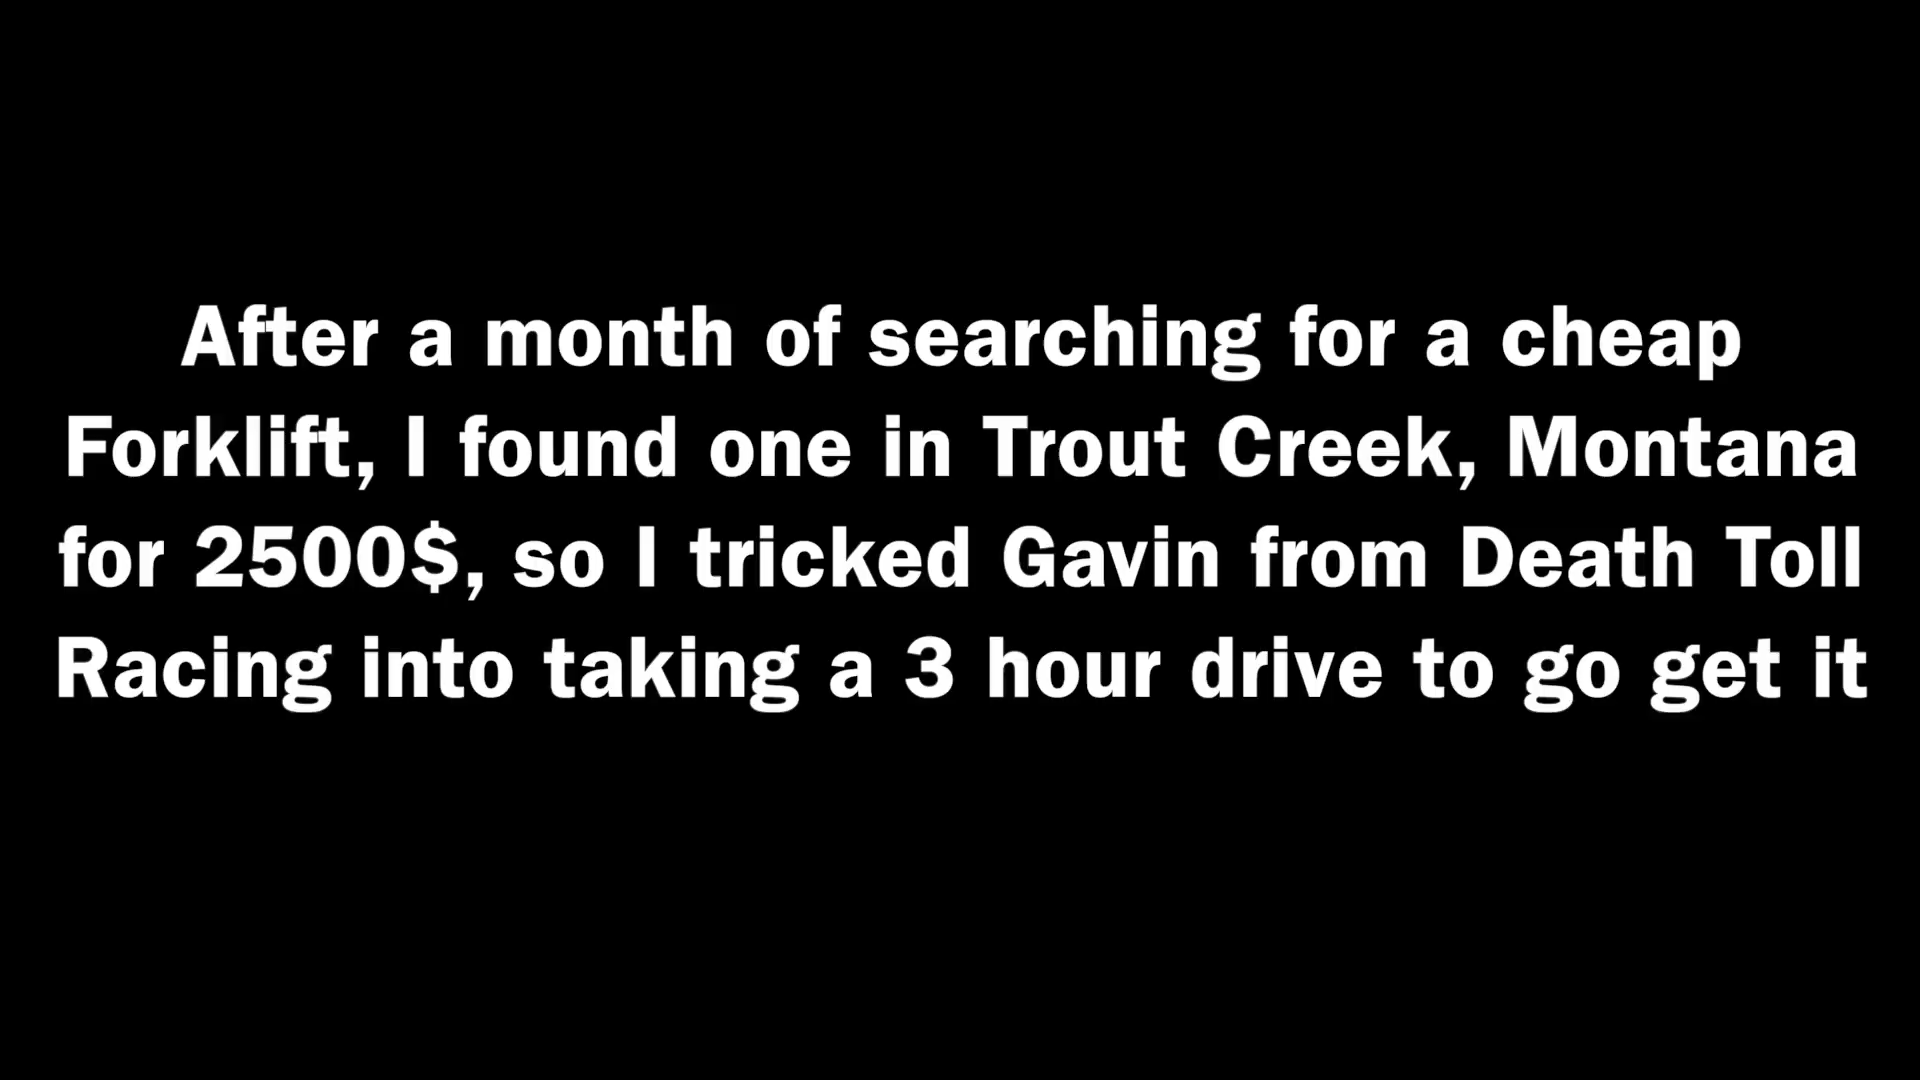 After a month of searching for a cheap
Forklift, I found one in Trout Creek, Montana
for 2500$, so I tricked Gavin from Death Toll
Racing into taking a 3 hour drive to go get it